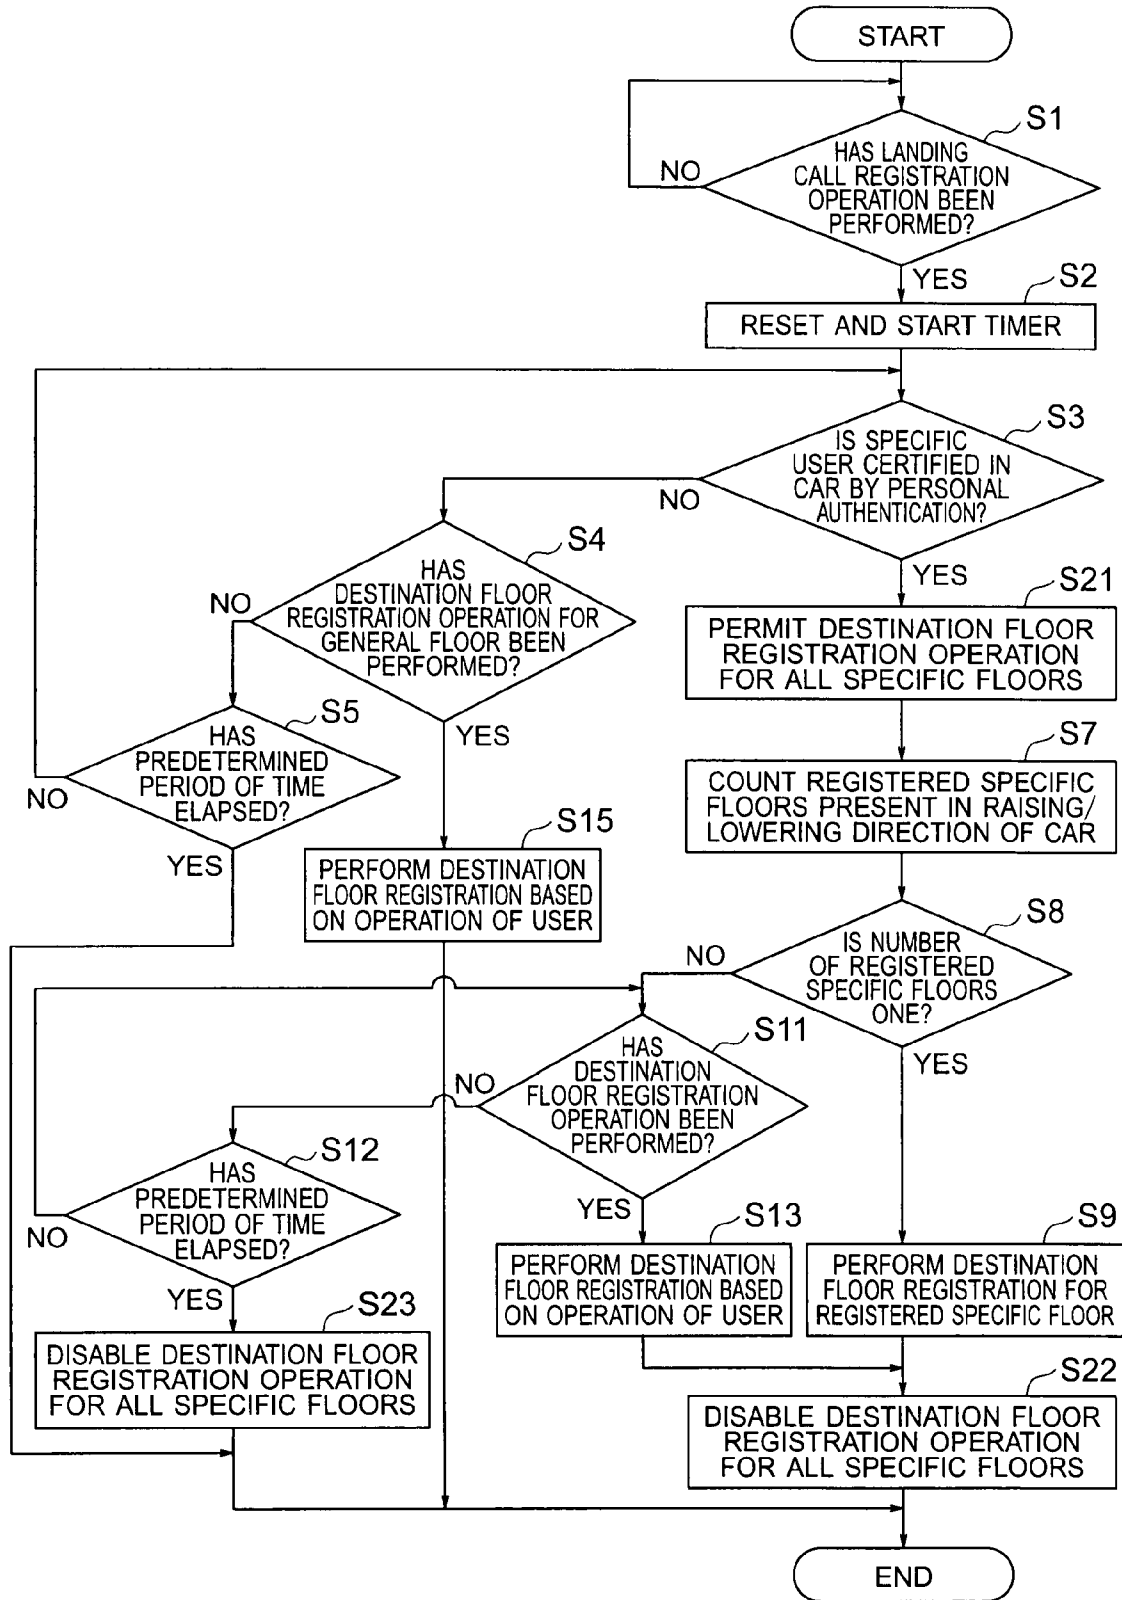 START
S1
HAS LANDING
CALL REGISTRATION
OPERATION BEEN
PERFORMED?
NO
YES
S2
RESET AND START TIMER
S3
IS SPECIFIC
USER CERTIFIED IN
CAR BY PERSONAL
AUTHENTICATION?
NO
YES
S4
HAS
DESTINATION FLOOR
REGISTRATION OPERATION FOR
GENERAL FLOOR BEEN
PERFORMED?
NO
YES
S21
PERMIT DESTINATION FLOOR
REGISTRATION OPERATION
FOR ALL SPECIFIC FLOORS
S5
HAS
PREDETERMINED
PERIOD OF TIME
ELAPSED?
NO
YES
S7
COUNT REGISTERED SPECIFIC
FLOORS PRESENT IN RAISING/
LOWERING DIRECTION OF CAR
S15
PERFORM DESTINATION
FLOOR REGISTRATION BASED
ON OPERATION OF USER
S8
IS NUMBER
OF REGISTERED
SPECIFIC FLOORS
ONE?
NO
YES
S11
HAS
DESTINATION
FLOOR REGISTRATION
OPERATION BEEN
PERFORMED?
NO
YES
S12
HAS
PREDETERMINED
PERIOD OF TIME
ELAPSED?
NO
YES
S13
PERFORM DESTINATION
FLOOR REGISTRATION BASED
ON OPERATION OF USER
S9
PERFORM DESTINATION
FLOOR REGISTRATION FOR
REGISTERED SPECIFIC FLOOR
S23
DISABLE DESTINATION FLOOR
REGISTRATION OPERATION
FOR ALL SPECIFIC FLOORS
S22
DISABLE DESTINATION FLOOR
REGISTRATION OPERATION
FOR ALL SPECIFIC FLOORS
END